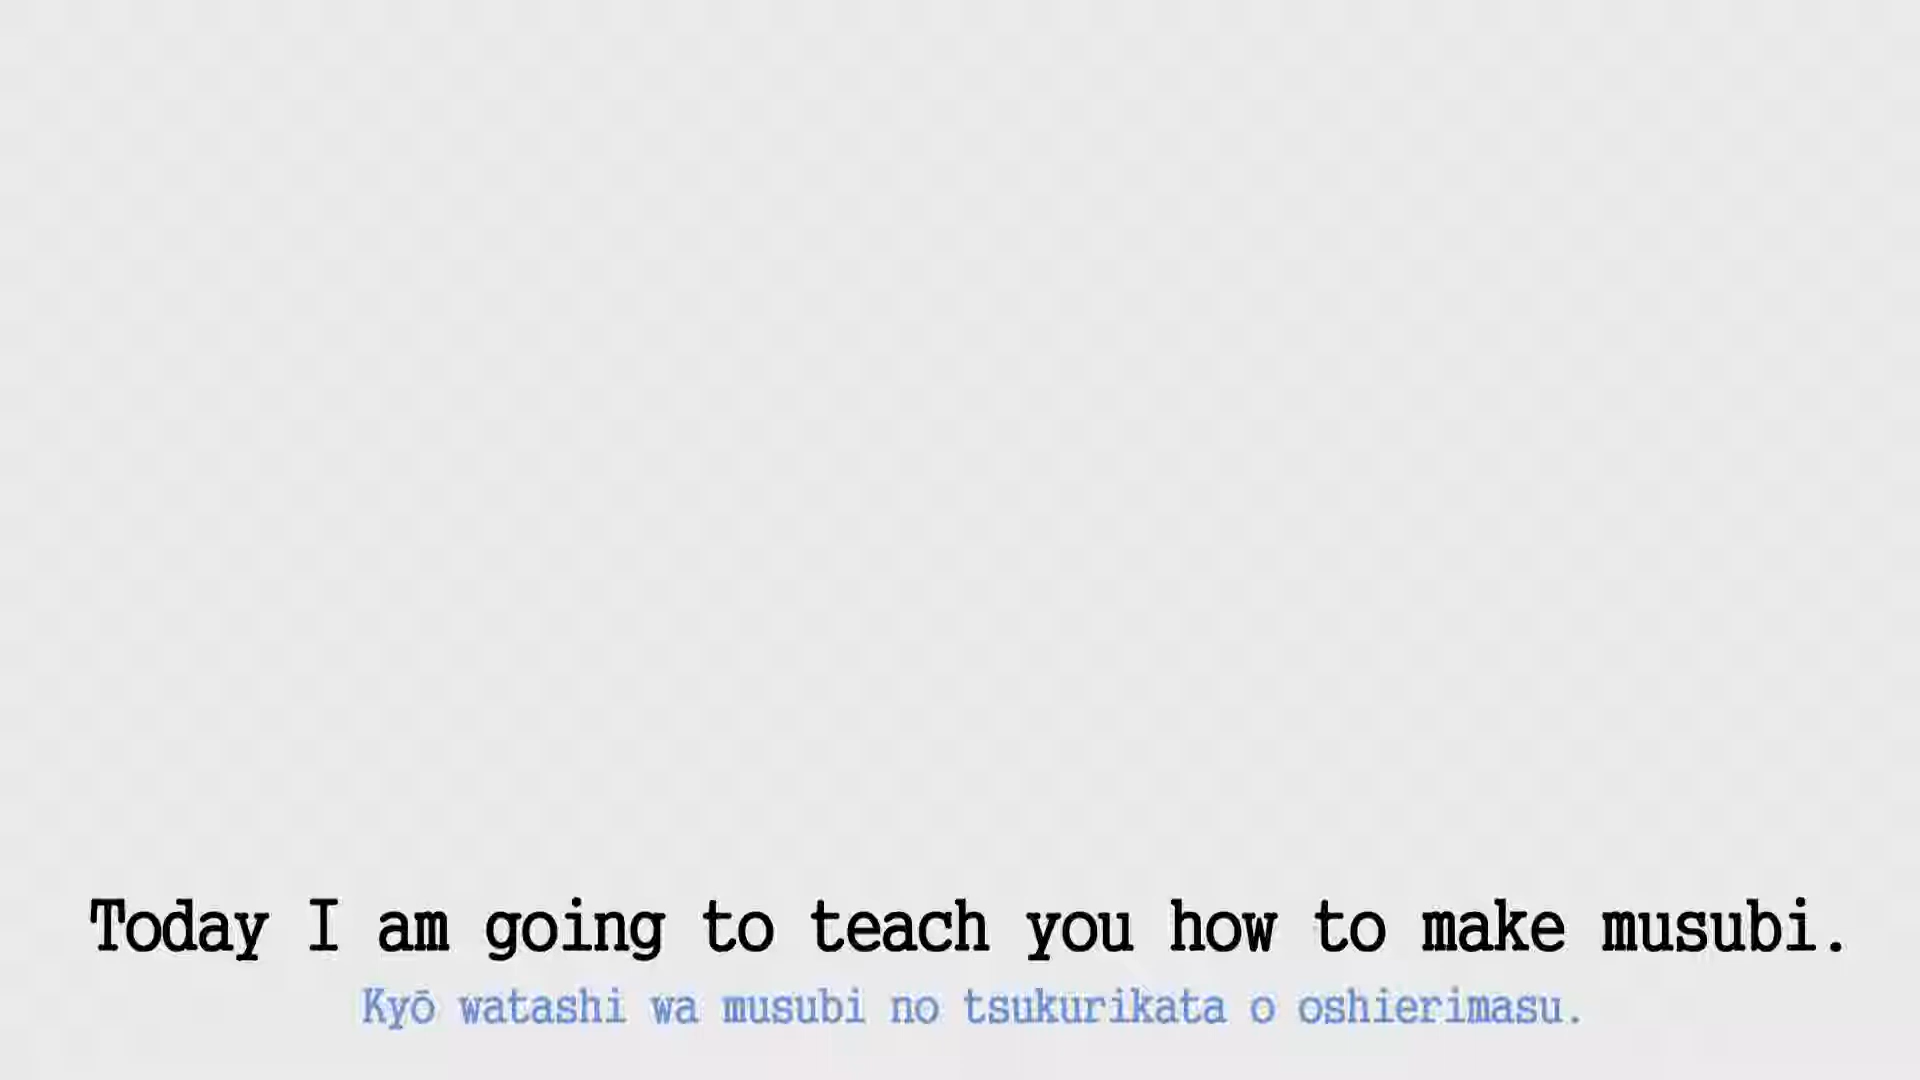 Today I am going to teach you how to make musubi.
Kyō watashi wa musubi no tsukurikata o oshierimasu.